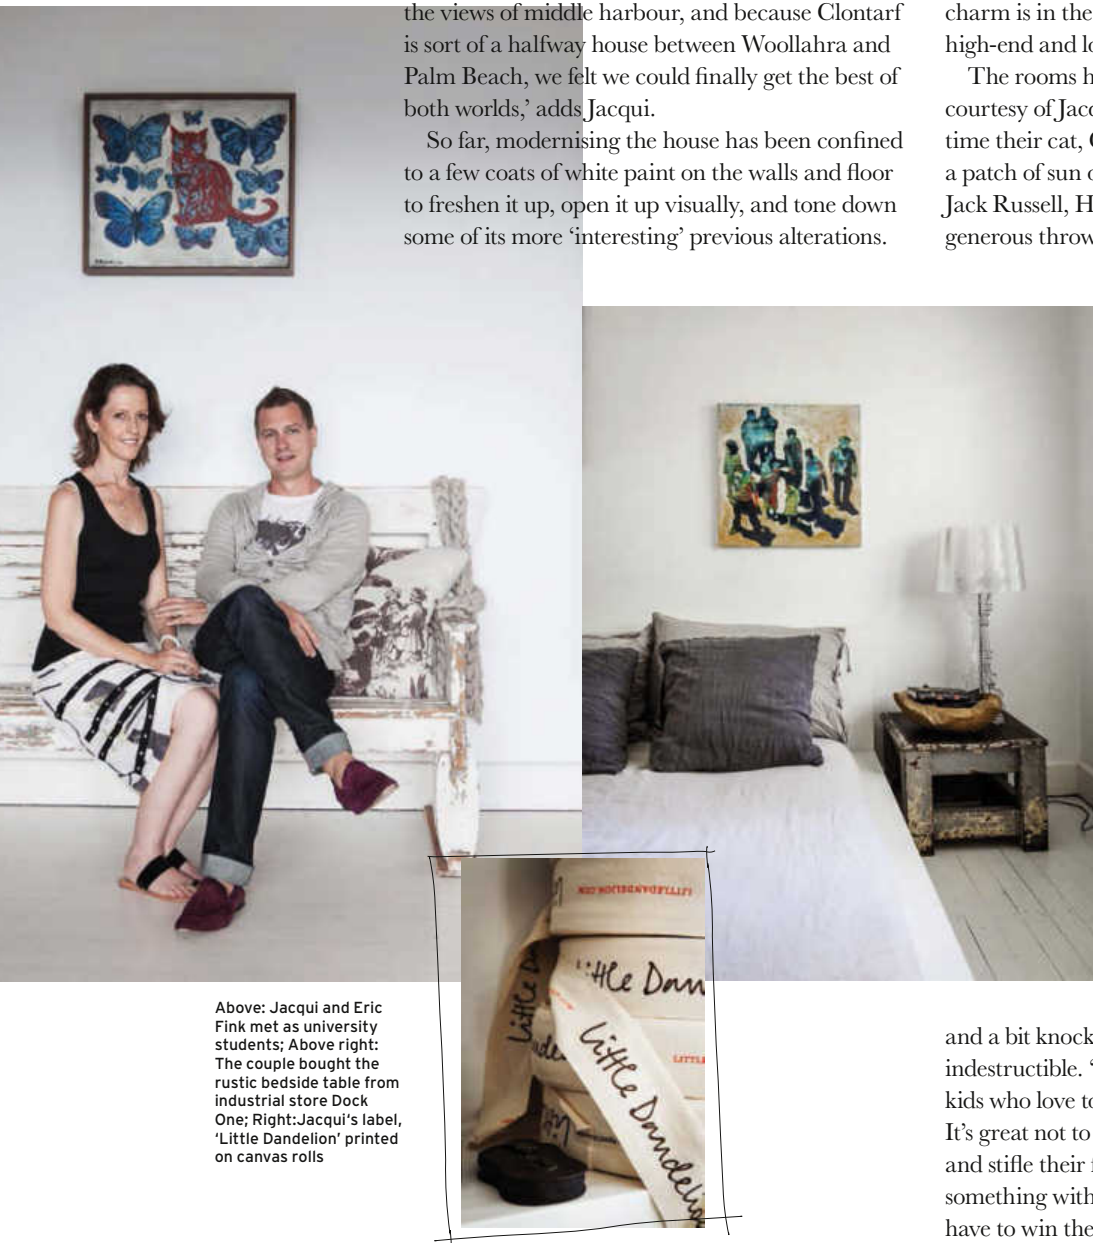 the views of middle harbour, and because Clontarf
is sort of a halfway house between Woollahra and
Palm Beach, we felt we could finally get the best of
both worlds,’ adds Jacqui.
So far, modernising the house has been confined
to a few coats of white paint on the walls and floor
to freshen it up, open it up visually, and tone down
some of its more ‘interesting’ previous alterations.
charm is in the
high-end and lo
The rooms h
courtesy of Jacq
time their cat, C
a patch of sun o
Jack Russell, H
generous throw
Above: Jacqui and Eric
Fink met as university
students; Above right:
The couple bought the
rustic bedside table from
industrial store Dock
One; Right:Jacqui‘s label,
‘Little Dandelion’ printed
on canvas rolls
LITTLEDANDELION.COM
Little Dan
Little D
Little Dandelion
LITTL
and a bit knock
indestructible. ‘
kids who love to
It’s great not to
and stifle their f
something with
have to win the